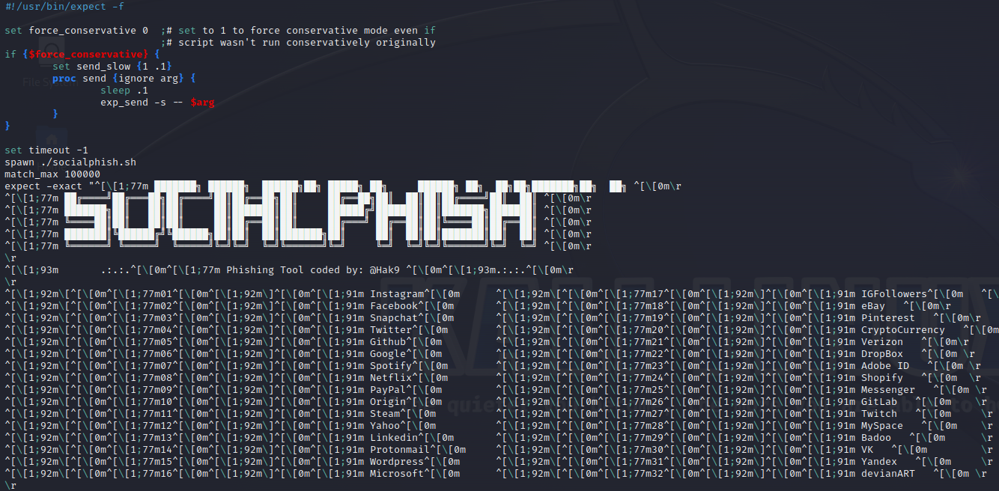 #!/usr/bin/expect -f
set force_conservative 0  ;# set to 1 to force conservative mode even if
;# script wasn't run conservatively originally
if {$force_conservative} {
set send_slow {1 .1}
proc send {ignore arg} {
File System
sleep .1
exp_send -s -- $arg
}
}
set timeout -1
spawn ./socialphish.sh
match_max 100000
expect -exact "^[\[1;77m SOCIALPHISH ^[\[0m\r
^[\[1;77m ^[\[0m\r
^[\[1;77m ^[\[0m\r
^[\[1;77m ^[\[0m\r
^[\[1;77m ^[\[0m\r
^[\[1;77m ^[\[0m\r
\r
^[\[1;93m       .:.:.^[\[0m^[\[1;77m Phishing Tool coded by: @Hak9 ^[\[0m^[\[1;93m.:.:.^[\[0m\r
\r
^[\[1;92m\[^[\[0m^[\[1;77m01^[\[0m^[\[1;92m\]^[\[0m^[\[1;91m Instagram^[\[0m      ^[\[1;92m\[^[\[0m^[\[1;77m17^[\[0m^[\[1;92m\]^[\[0m^[\[1;91m IGFollowers^[\[0m   ^[\
^[\[1;92m\[^[\[0m^[\[1;77m02^[\[0m^[\[1;92m\]^[\[0m^[\[1;91m Facebook^[\[0m       ^[\[1;92m\[^[\[0m^[\[1;77m18^[\[0m^[\[1;92m\]^[\[0m^[\[1;91m eBay   ^[\[0m\r
^[\[1;92m\[^[\[0m^[\[1;77m03^[\[0m^[\[1;92m\]^[\[0m^[\[1;91m Snapchat^[\[0m       ^[\[1;92m\[^[\[0m^[\[1;77m19^[\[0m^[\[1;92m\]^[\[0m^[\[1;91m Pinterest   ^[\[0m\r
^[\[1;92m\[^[\[0m^[\[1;77m04^[\[0m^[\[1;92m\]^[\[0m^[\[1;91m Twitter^[\[0m        ^[\[1;92m\[^[\[0m^[\[1;77m20^[\[0m^[\[1;92m\]^[\[0m^[\[1;91m CryptoCurrency   ^[\[0m
^[\[1;92m\[^[\[0m^[\[1;77m05^[\[0m^[\[1;92m\]^[\[0m^[\[1;91m Github^[\[0m         ^[\[1;92m\[^[\[0m^[\[1;77m21^[\[0m^[\[1;92m\]^[\[0m^[\[1;91m Verizon   ^[\[0m\r
^[\[1;92m\[^[\[0m^[\[1;77m06^[\[0m^[\[1;92m\]^[\[0m^[\[1;91m Google^[\[0m         ^[\[1;92m\[^[\[0m^[\[1;77m22^[\[0m^[\[1;92m\]^[\[0m^[\[1;91m DropBox   ^[\[0m \r
^[\[1;92m\[^[\[0m^[\[1;77m07^[\[0m^[\[1;92m\]^[\[0m^[\[1;91m Spotify^[\[0m        ^[\[1;92m\[^[\[0m^[\[1;77m23^[\[0m^[\[1;92m\]^[\[0m^[\[1;91m Adobe ID   ^[\[0m \r
^[\[1;92m\[^[\[0m^[\[1;77m08^[\[0m^[\[1;92m\]^[\[0m^[\[1;91m Netflix^[\[0m        ^[\[1;92m\[^[\[0m^[\[1;77m24^[\[0m^[\[1;92m\]^[\[0m^[\[1;91m Shopify   ^[\[0m  \r
^[\[1;92m\[^[\[0m^[\[1;77m09^[\[0m^[\[1;92m\]^[\[0m^[\[1;91m PayPal^[\[0m         ^[\[1;92m\[^[\[0m^[\[1;77m25^[\[0m^[\[1;92m\]^[\[0m^[\[1;91m Messenger   ^[\[0m \r
^[\[1;92m\[^[\[0m^[\[1;77m10^[\[0m^[\[1;92m\]^[\[0m^[\[1;91m Origin^[\[0m         ^[\[1;92m\[^[\[0m^[\[1;77m26^[\[0m^[\[1;92m\]^[\[0m^[\[1;91m GitLab   ^[\[0m     \r
^[\[1;92m\[^[\[0m^[\[1;77m11^[\[0m^[\[1;92m\]^[\[0m^[\[1;91m Steam^[\[0m          ^[\[1;92m\[^[\[0m^[\[1;77m27^[\[0m^[\[1;92m\]^[\[0m^[\[1;91m Twitch   ^[\[0m     \r
^[\[1;92m\[^[\[0m^[\[1;77m12^[\[0m^[\[1;92m\]^[\[0m^[\[1;91m Yahoo^[\[0m          ^[\[1;92m\[^[\[0m^[\[1;77m28^[\[0m^[\[1;92m\]^[\[0m^[\[1;91m MySpace   ^[\[0m    \r
^[\[1;92m\[^[\[0m^[\[1;77m13^[\[0m^[\[1;92m\]^[\[0m^[\[1;91m Linkedin^[\[0m       ^[\[1;92m\[^[\[0m^[\[1;77m29^[\[0m^[\[1;92m\]^[\[0m^[\[1;91m Badoo   ^[\[0m      \r
^[\[1;92m\[^[\[0m^[\[1;77m14^[\[0m^[\[1;92m\]^[\[0m^[\[1;91m Protonmail^[\[0m     ^[\[1;92m\[^[\[0m^[\[1;77m30^[\[0m^[\[1;92m\]^[\[0m^[\[1;91m VK   ^[\[0m         \r
^[\[1;92m\[^[\[0m^[\[1;77m15^[\[0m^[\[1;92m\]^[\[0m^[\[1;91m Wordpress^[\[0m      ^[\[1;92m\[^[\[0m^[\[1;77m31^[\[0m^[\[1;92m\]^[\[0m^[\[1;91m Yandex   ^[\[0m     \r
^[\[1;92m\[^[\[0m^[\[1;77m16^[\[0m^[\[1;92m\]^[\[0m^[\[1;91m Microsoft^[\[0m      ^[\[1;92m\[^[\[0m^[\[1;77m32^[\[0m^[\[1;92m\]^[\[0m^[\[1;91m devianART   ^[\[0m \r
\r